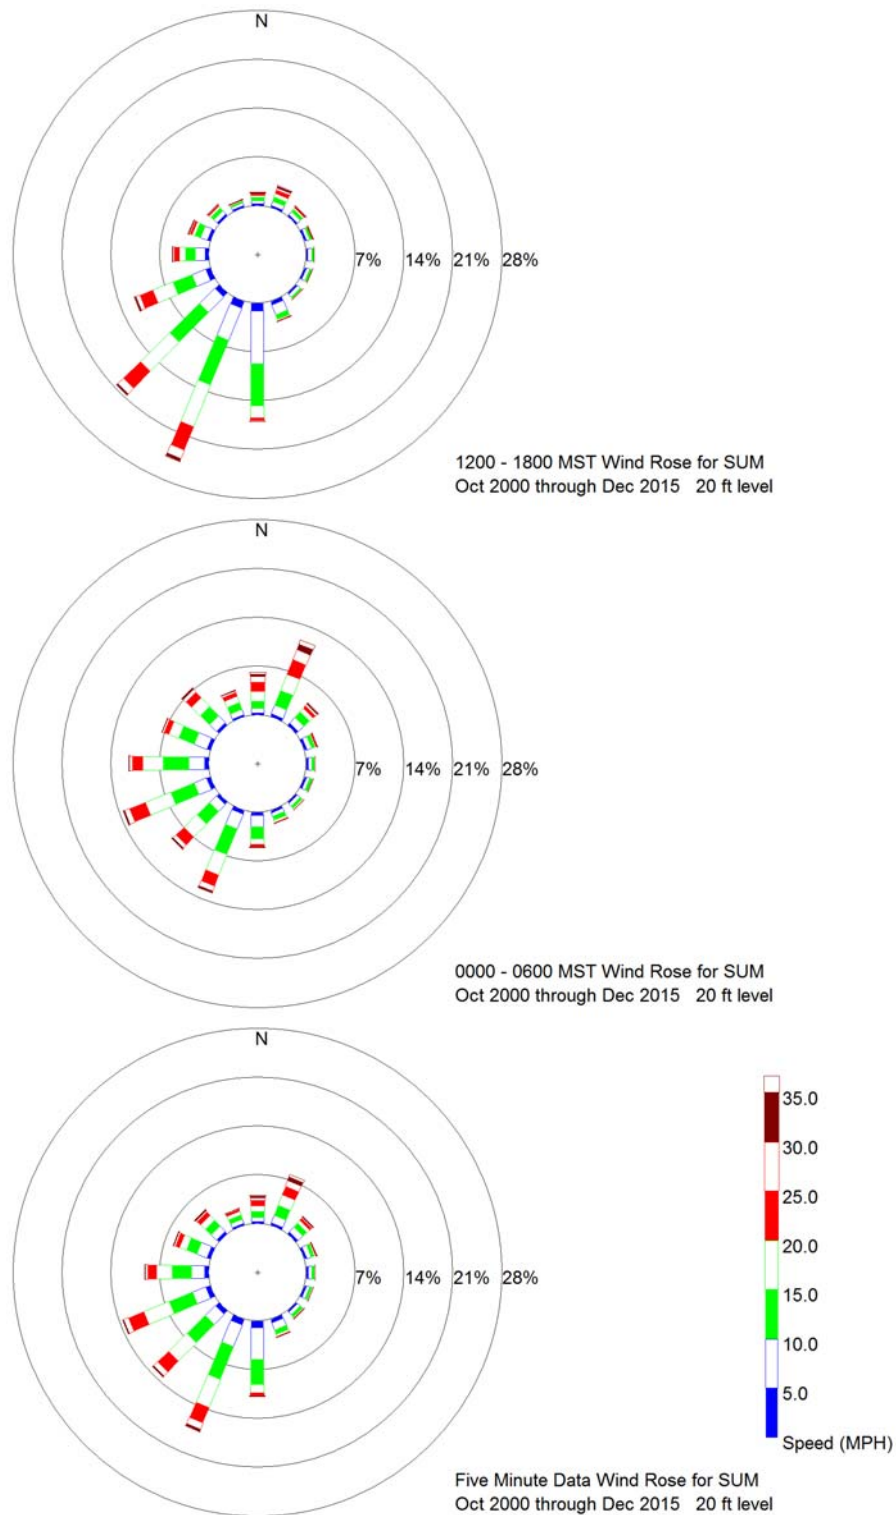 N
7% 14% 21% 28%
1200 - 1800 MST Wind Rose for SUM
Oct 2000 through Dec 2015   20 ft level
N
7% 14% 21% 28%
0000 - 0600 MST Wind Rose for SUM
Oct 2000 through Dec 2015   20 ft level
N
7% 14% 21% 28%
35.0
30.0
25.0
20.0
15.0
10.0
5.0
Speed (MPH)
Five Minute Data Wind Rose for SUM
Oct 2000 through Dec 2015   20 ft level